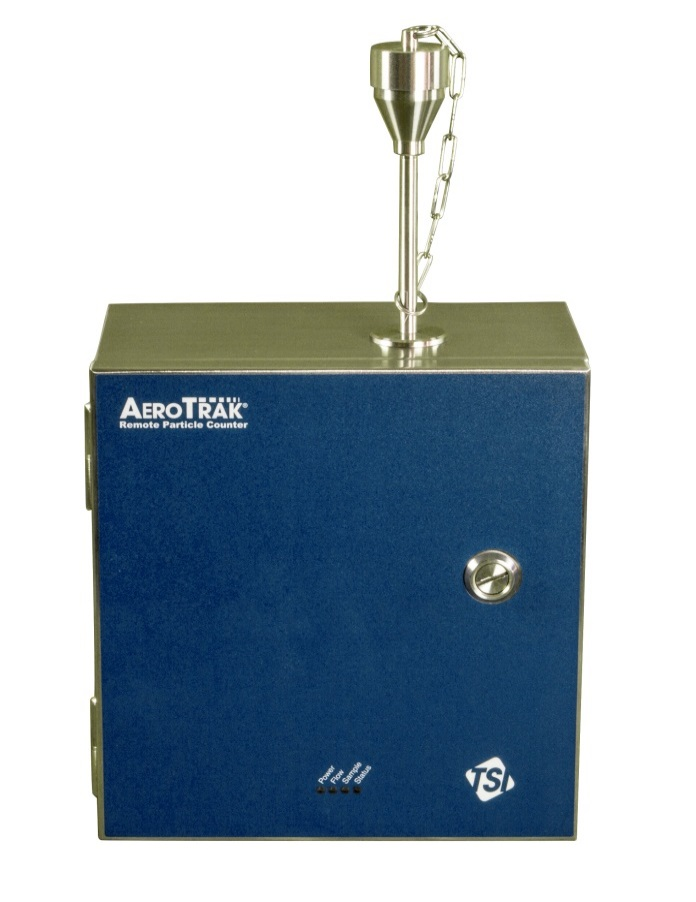 AEROTRAK®
Remote Particle Counter
Power
Flow
Sample
Status
TSI